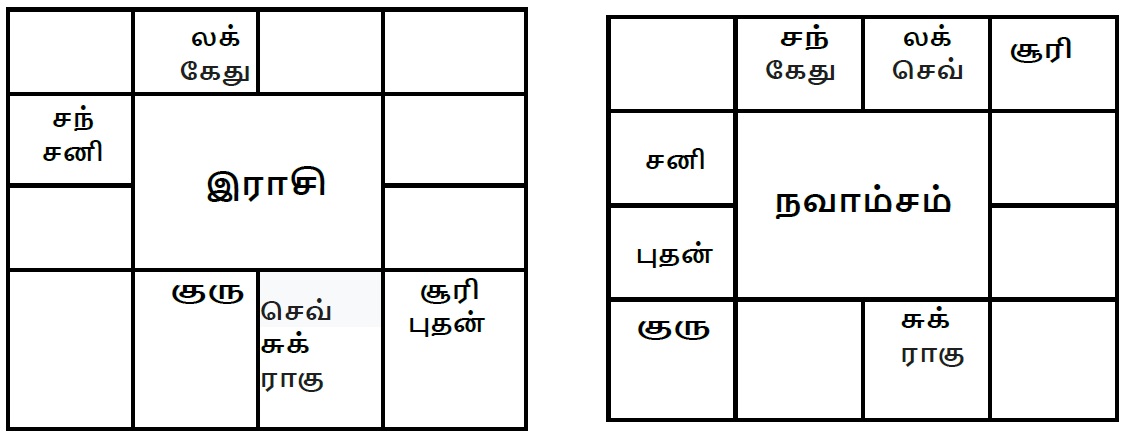 லக்
கேது
சந்
சனி
இராசி
குரு
செவ்
சுக்
ராகு
சூரி
புதன்
சந்
கேது
லக்
செவ்
சூரி
சனி
நவாம்சம்
புதன்
குரு
சுக்
ராகு